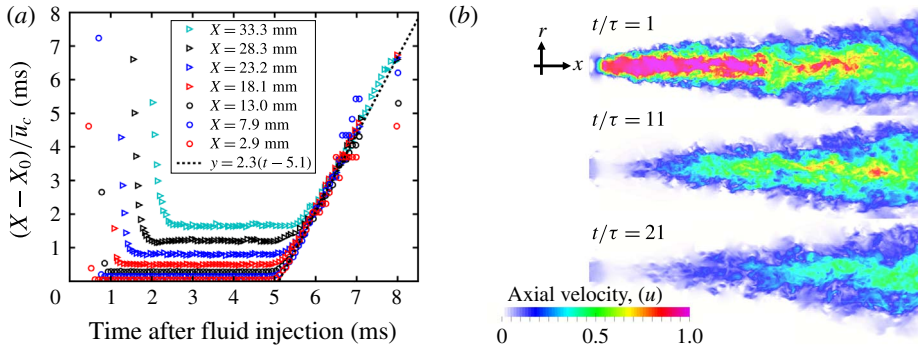 (a)
(X − X₀)/u̅c (ms)
8
7
6
5
4
3
2
1
0
1 2 3 4 5 6 7 8
Time after fluid injection (ms)
X = 33.3 mm
X = 28.3 mm
X = 23.2 mm
X = 18.1 mm
X = 13.0 mm
X = 7.9 mm
X = 2.9 mm
y = 2.3(t − 5.1)
(b)
r
x
t/τ = 1
t/τ = 11
t/τ = 21
Axial velocity, (u)
0 0.5 1.0